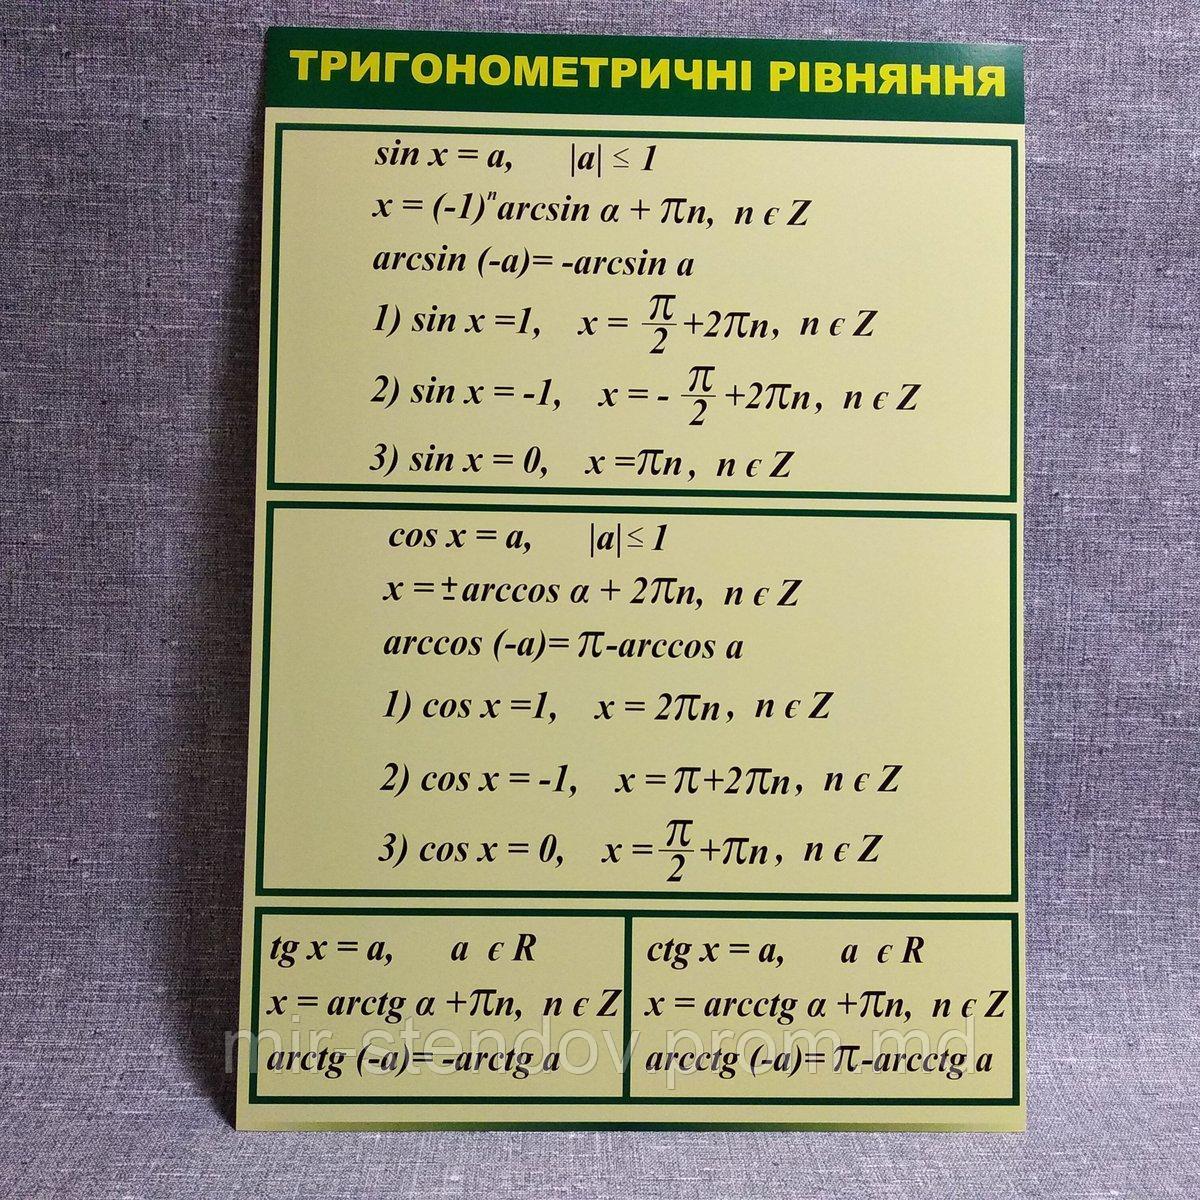 ТРИГОНОМЕТРИЧНІ РІВНЯННЯ
sin x = a, |a| ≤ 1
x = (-1)ⁿarcsin α + πn, n є Z
arcsin (-a)= -arcsin a
1) sin x =1, x = π/2 +2πn, n є Z
2) sin x = -1, x = - π/2 +2πn, n є Z
3) sin x = 0, x =πn, n є Z
cos x = a, |a|≤ 1
x = ±arccos α + 2πn, n є Z
arccos (-a)= π-arccos a
1) cos x =1, x = 2πn, n є Z
2) cos x = -1, x = π+2πn, n є Z
3) cos x = 0, x = π/2 +πn, n є Z
tg x = a, a є R
x = arctg α +πn, n є Z
arctg (-a)= -arctg a
ctg x = a, a є R
x = arcctg α +πn, n є Z
arcctg (-a)= π-arcctg a
mir-stendov.prom.md